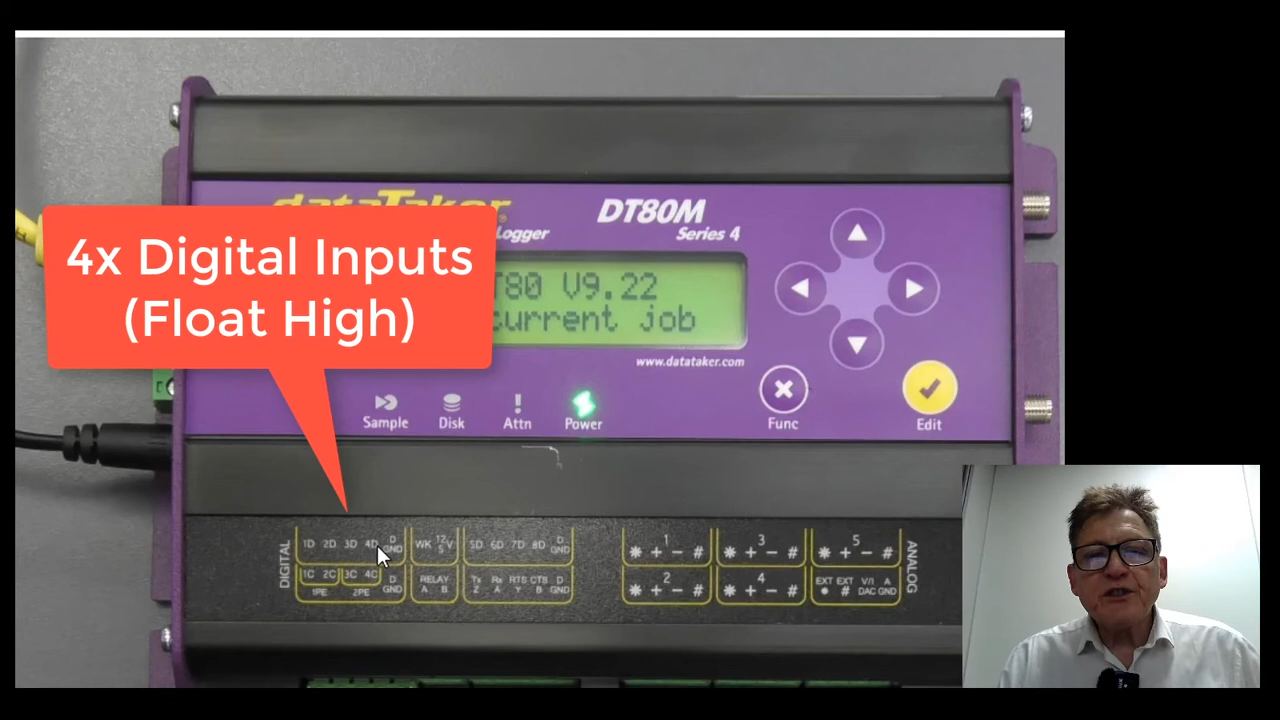 dataTaker
DT80M
Logger
Series 4
4x Digital Inputs
(Float High)
T80 V9.22
current job
www.datataker.com
Sample
Disk
Attn
Power
Func
Edit
DIGITAL
1D 2D 3D 4D D GND
WK 12V 5
5D 6D 7D 8D D GND
1 * + - #
3 * + - #
5 * + - #
ANALOG
1C 2C 3C 4C D GND
1PE 2PE
RELAY A B
Tx Z Rx A RTS Y CTS B D GND
2 * + - #
4 * + - #
EXT * EXT # V/I DAC A GND